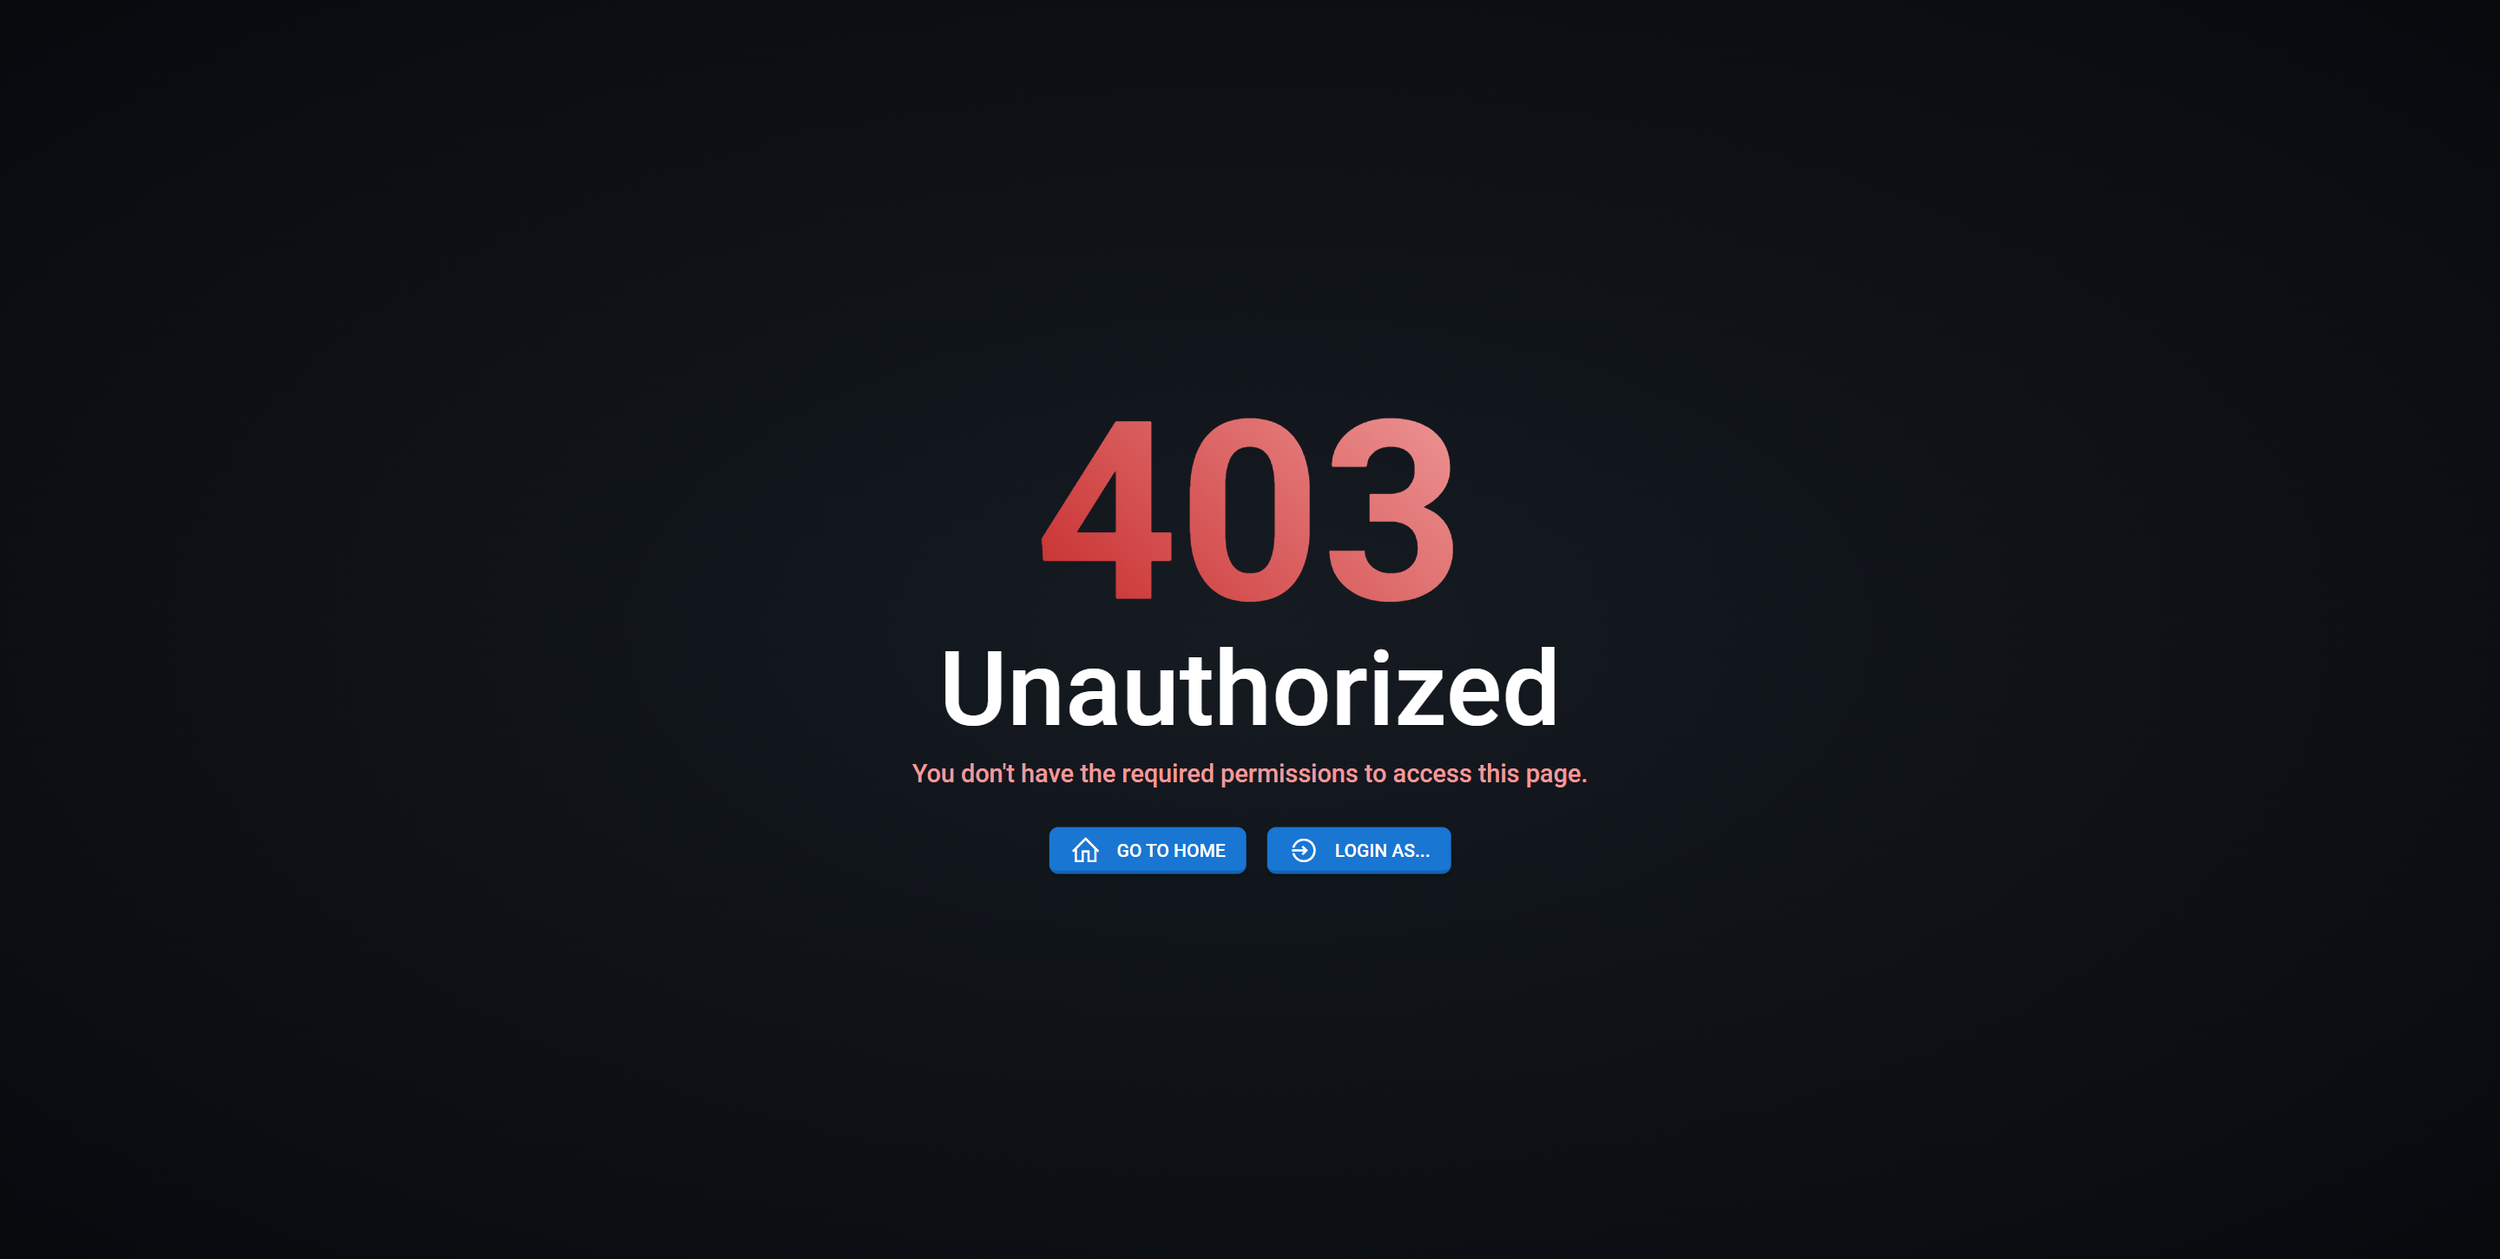 403
Unauthorized
You don't have the required permissions to access this page.
GO TO HOME
LOGIN AS...